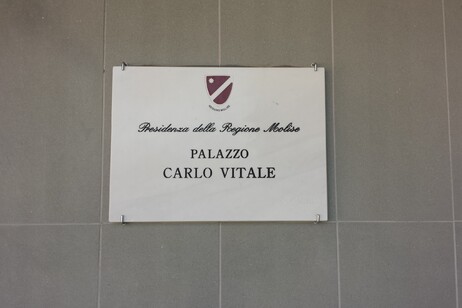 Presidenza della Regione Molise
PALAZZO
CARLO VITALE